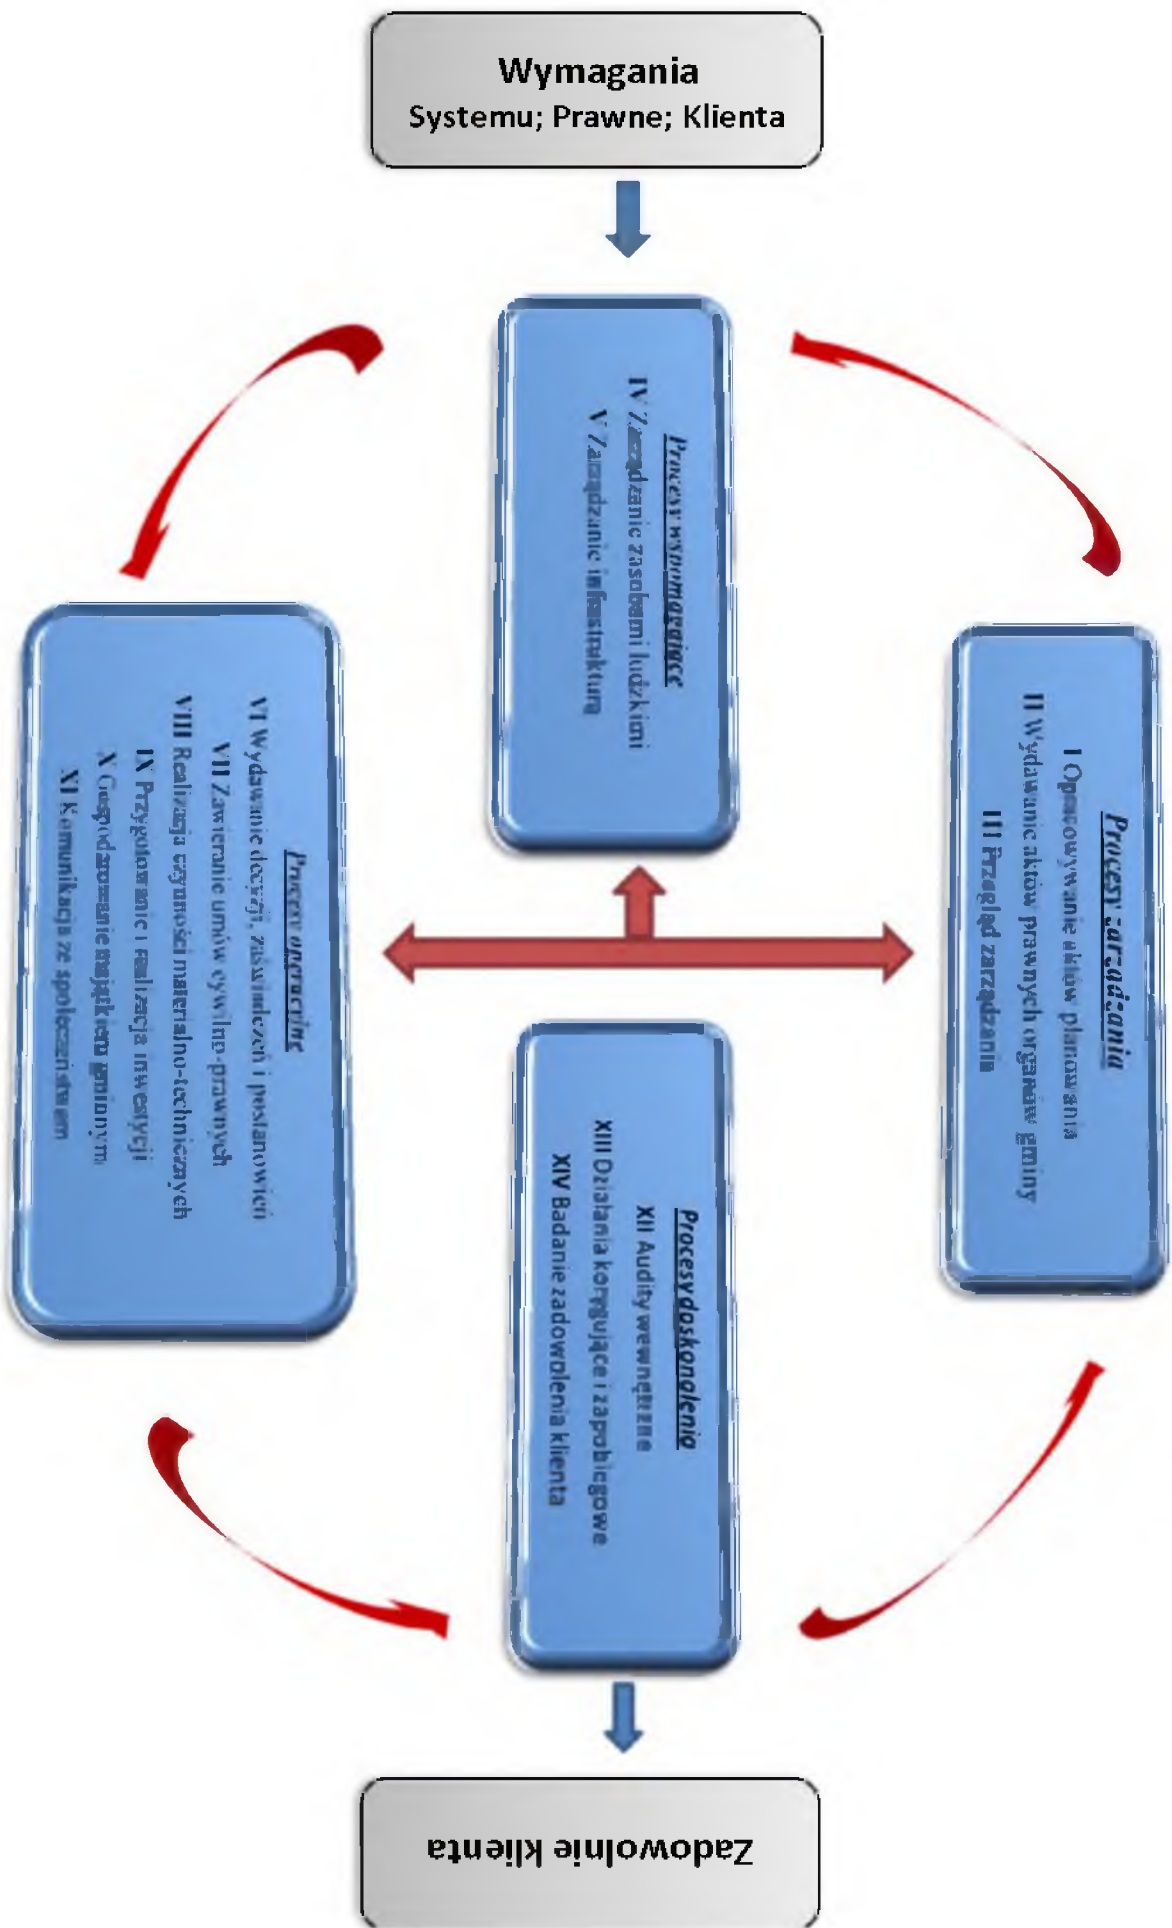 Wymagania
Systemu; Prawne; Klienta
Procesy wspomagające
IV Zarządzanie zasobami ludzkimi
V Zarządzanie infrastrukturą
Procesy zarządzania
I Opracowywanie aktów planowania
II Wydawanie aktów prawnych organów gminy
III Przegląd zarządzania
Procesy operacyjne
VI Wydawanie decyzji, zaświadczeń i postanowień
VII Zawieranie umów cywilno-prawnych
VIII Realizacja czynności materialno-technicznych
IX Przygotowanie i realizacja inwestycji
X Gospodarowanie majątkiem gminnym
XI Komunikacja ze społeczeństwem
Procesy doskonalenia
XII Audity wewnętrzne
XIII Działania korygujące i zapobiegowe
XIV Badanie zadowolenia klienta
Zadowolnie klienta